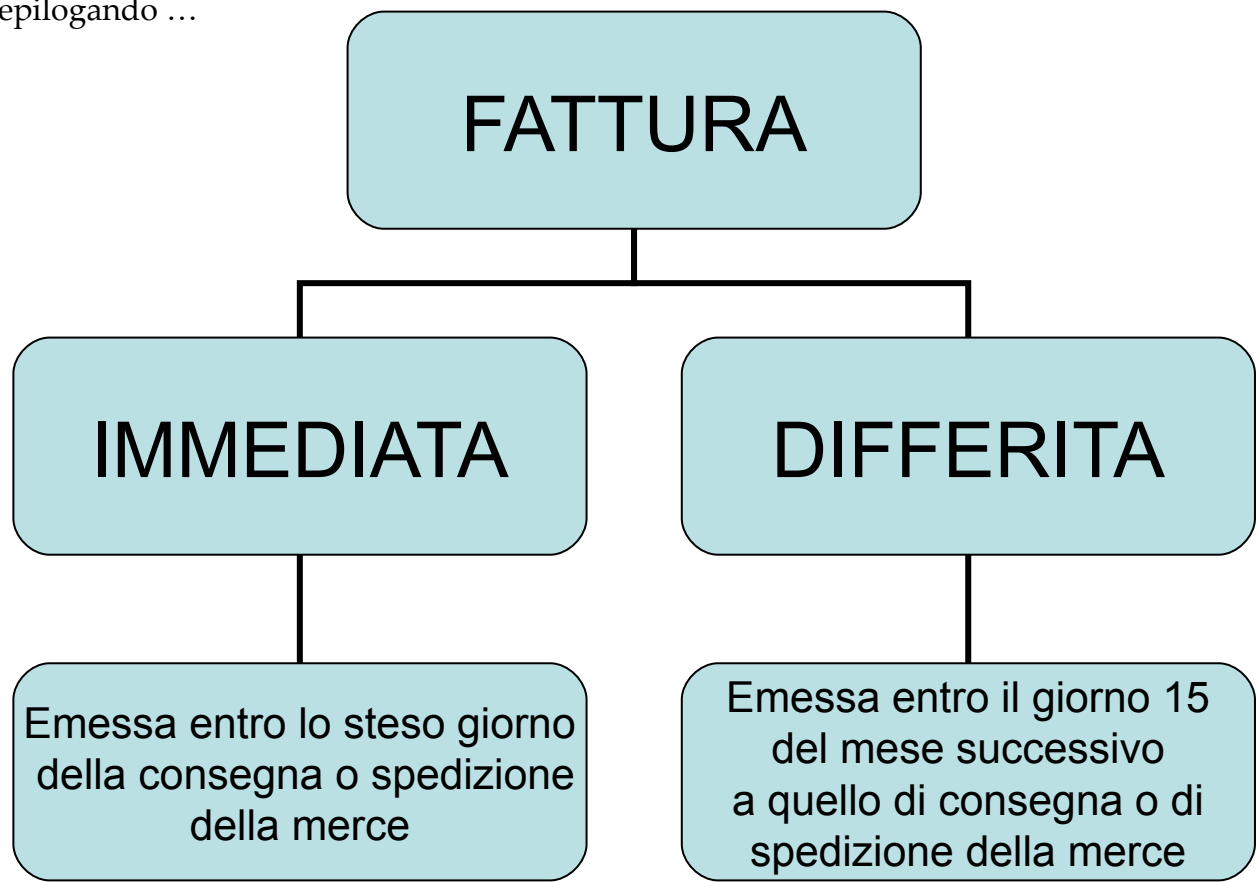 epilogando …
FATTURA
IMMEDIATA
DIFFERITA
Emessa entro lo steso giorno
della consegna o spedizione
della merce
Emessa entro il giorno 15
del mese successivo
a quello di consegna o di
spedizione della merce